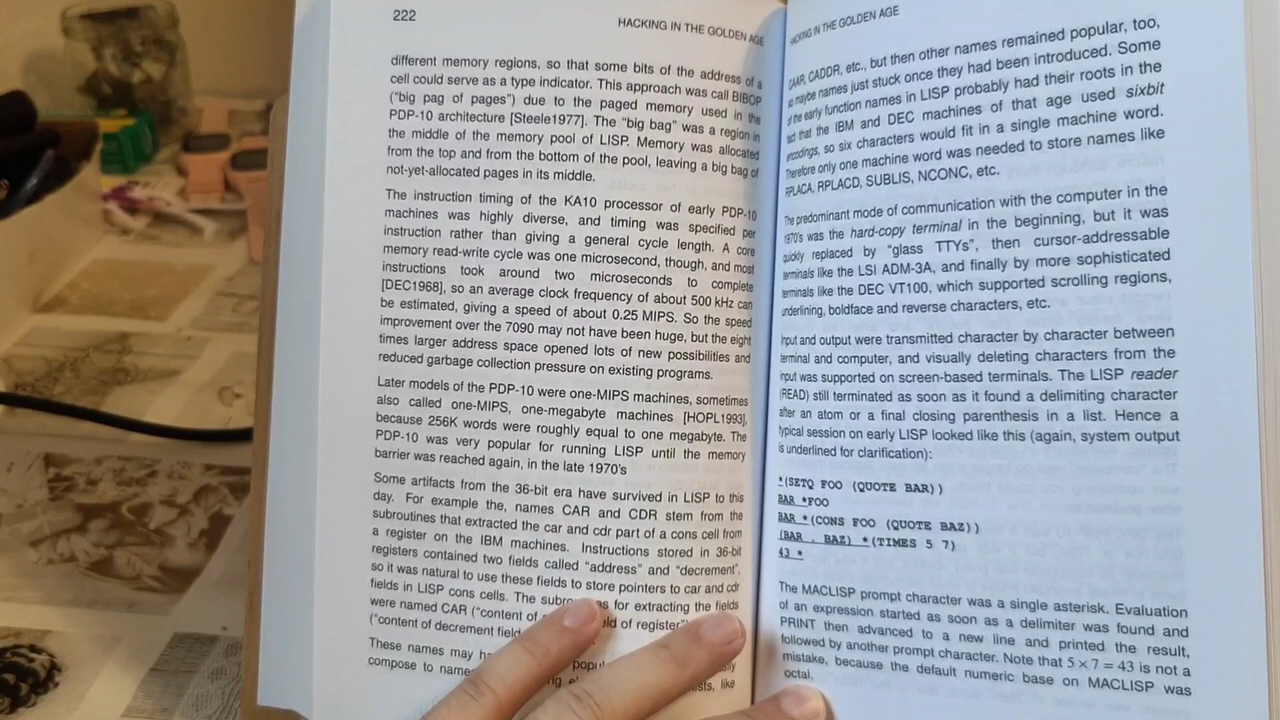 222
HACKING IN THE GOLDEN AGE
different memory regions, so that some bits of the address of a
cell could serve as a type indicator. This approach was call BIBOP
("big pag of pages") due to the paged memory used in the
PDP-10 architecture [Steele1977]. The "big bag" was a region in
the middle of the memory pool of LISP. Memory was allocated
from the top and from the bottom of the pool, leaving a big bag of
not-yet-allocated pages in its middle.
The instruction timing of the KA10 processor of early PDP-10
machines was highly diverse, and timing was specified per
instruction rather than giving a general cycle length. A core
memory read-write cycle was one microsecond, though, and most
instructions took around two microseconds to complete
[DEC1968], so an average clock frequency of about 500 kHz can
be estimated, giving a speed of about 0.25 MIPS. So the speed
improvement over the 7090 may not have been huge, but the eight
times larger address space opened lots of new possibilities and
reduced garbage collection pressure on existing programs.
Later models of the PDP-10 were one-MIPS machines, sometimes
also called one-MIPS, one-megabyte machines [HOPL1993],
because 256K words were roughly equal to one megabyte. The
PDP-10 was very popular for running LISP until the memory
barrier was reached again, in the late 1970's
Some artifacts from the 36-bit era have survived in LISP to this
day. For example the, names CAR and CDR stem from the
subroutines that extracted the car and cdr part of a cons cell from
a register on the IBM machines. Instructions stored in 36-bit
registers contained two fields called "address" and "decrement",
so it was natural to use these fields to store pointers to car and cdr
fields in LISP cons cells. The for extracting the fields
were named CAR ("content of of register")
("content of decrement field
These names may
compose to like
HACKING IN THE GOLDEN AGE
CAAR, CADDR, etc., but then other names remained popular, too,
so maybe names just stuck once they had been introduced. Some
of the early function names in LISP probably had their roots in the
fact that the IBM and DEC machines of that age used sixbit
encodings, so six characters would fit in a single machine word.
Therefore only one machine word was needed to store names like
RPLACA, RPLACD, SUBLIS, NCONC, etc.
The predominant mode of communication with the computer in the
1970's was the hard-copy terminal in the beginning, but it was
quickly replaced by "glass TTYs", then cursor-addressable
terminals like the LSI ADM-3A, and finally by more sophisticated
terminals like the DEC VT100, which supported scrolling regions,
underlining, boldface and reverse characters, etc.
Input and output were transmitted character by character between
terminal and computer, and visually deleting characters from the
input was supported on screen-based terminals. The LISP reader
(READ) still terminated as soon as it found a delimiting character
after an atom or a final closing parenthesis in a list. Hence a
typical session on early LISP looked like this (again, system output
is underlined for clarification):
*(SETQ FOO (QUOTE BAR))
BAR *FOO
BAR *(CONS FOO (QUOTE BAZ))
(BAR . BAZ) *(TIMES 5 7)
43 *
The MACLISP prompt character was a single asterisk. Evaluation
of an expression started as soon as a delimiter was found and
PRINT then advanced to a new line and printed the result,
followed by another prompt character. Note that 5 × 7 = 43 is not a
mistake, because the default numeric base on MACLISP was
octal.